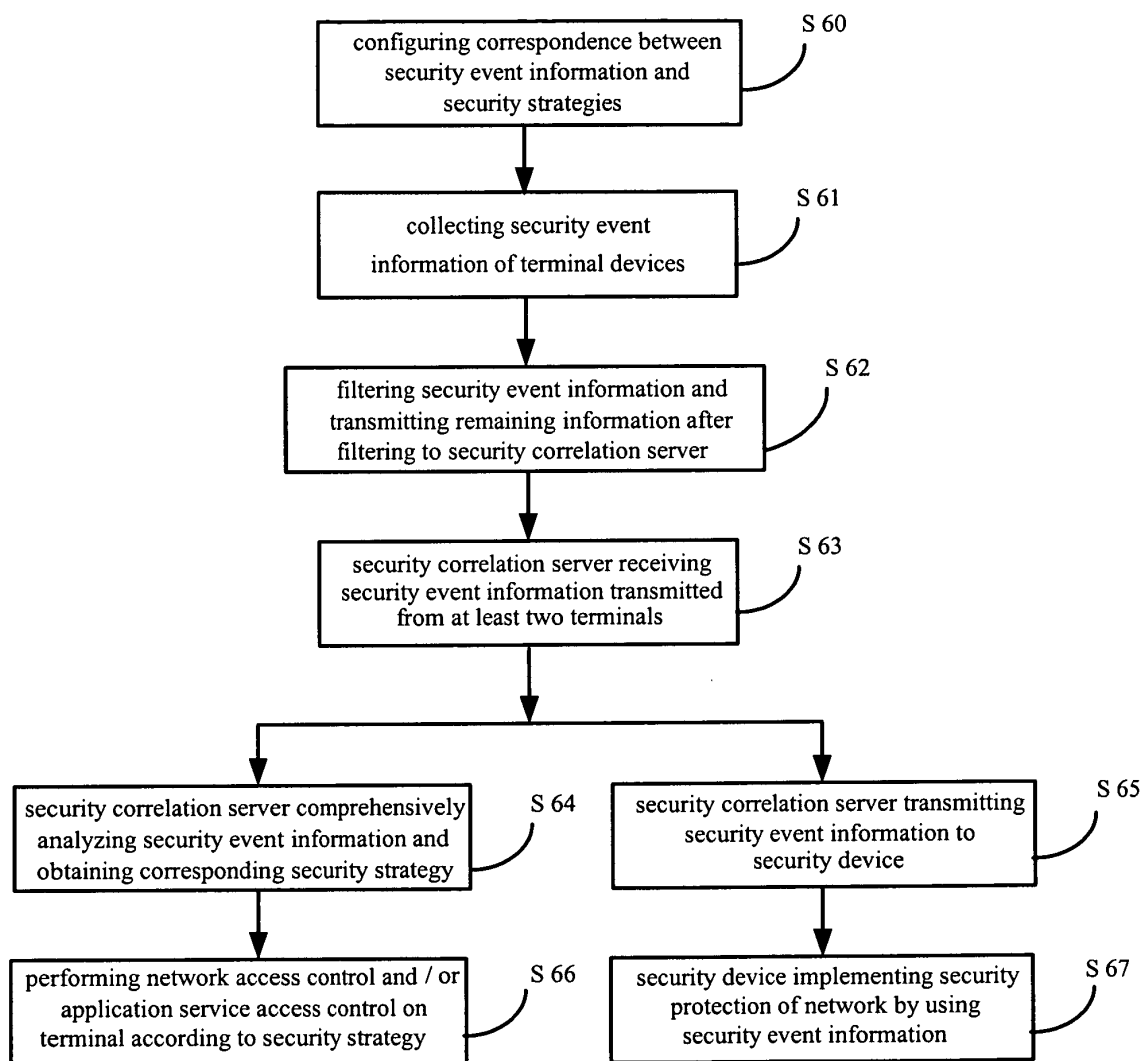 configuring correspondence between
security event information and
security strategies
S 60
collecting security event
information of terminal devices
S 61
filtering security event information and
transmitting remaining information after
filtering to security correlation server
S 62
security correlation server receiving
security event information transmitted
from at least two terminals
S 63
security correlation server comprehensively
analyzing security event information and
obtaining corresponding security strategy
S 64
security correlation server transmitting
security event information to
security device
S 65
performing network access control and / or
application service access control on
terminal according to security strategy
S 66
security device implementing security
protection of network by using
security event information
S 67